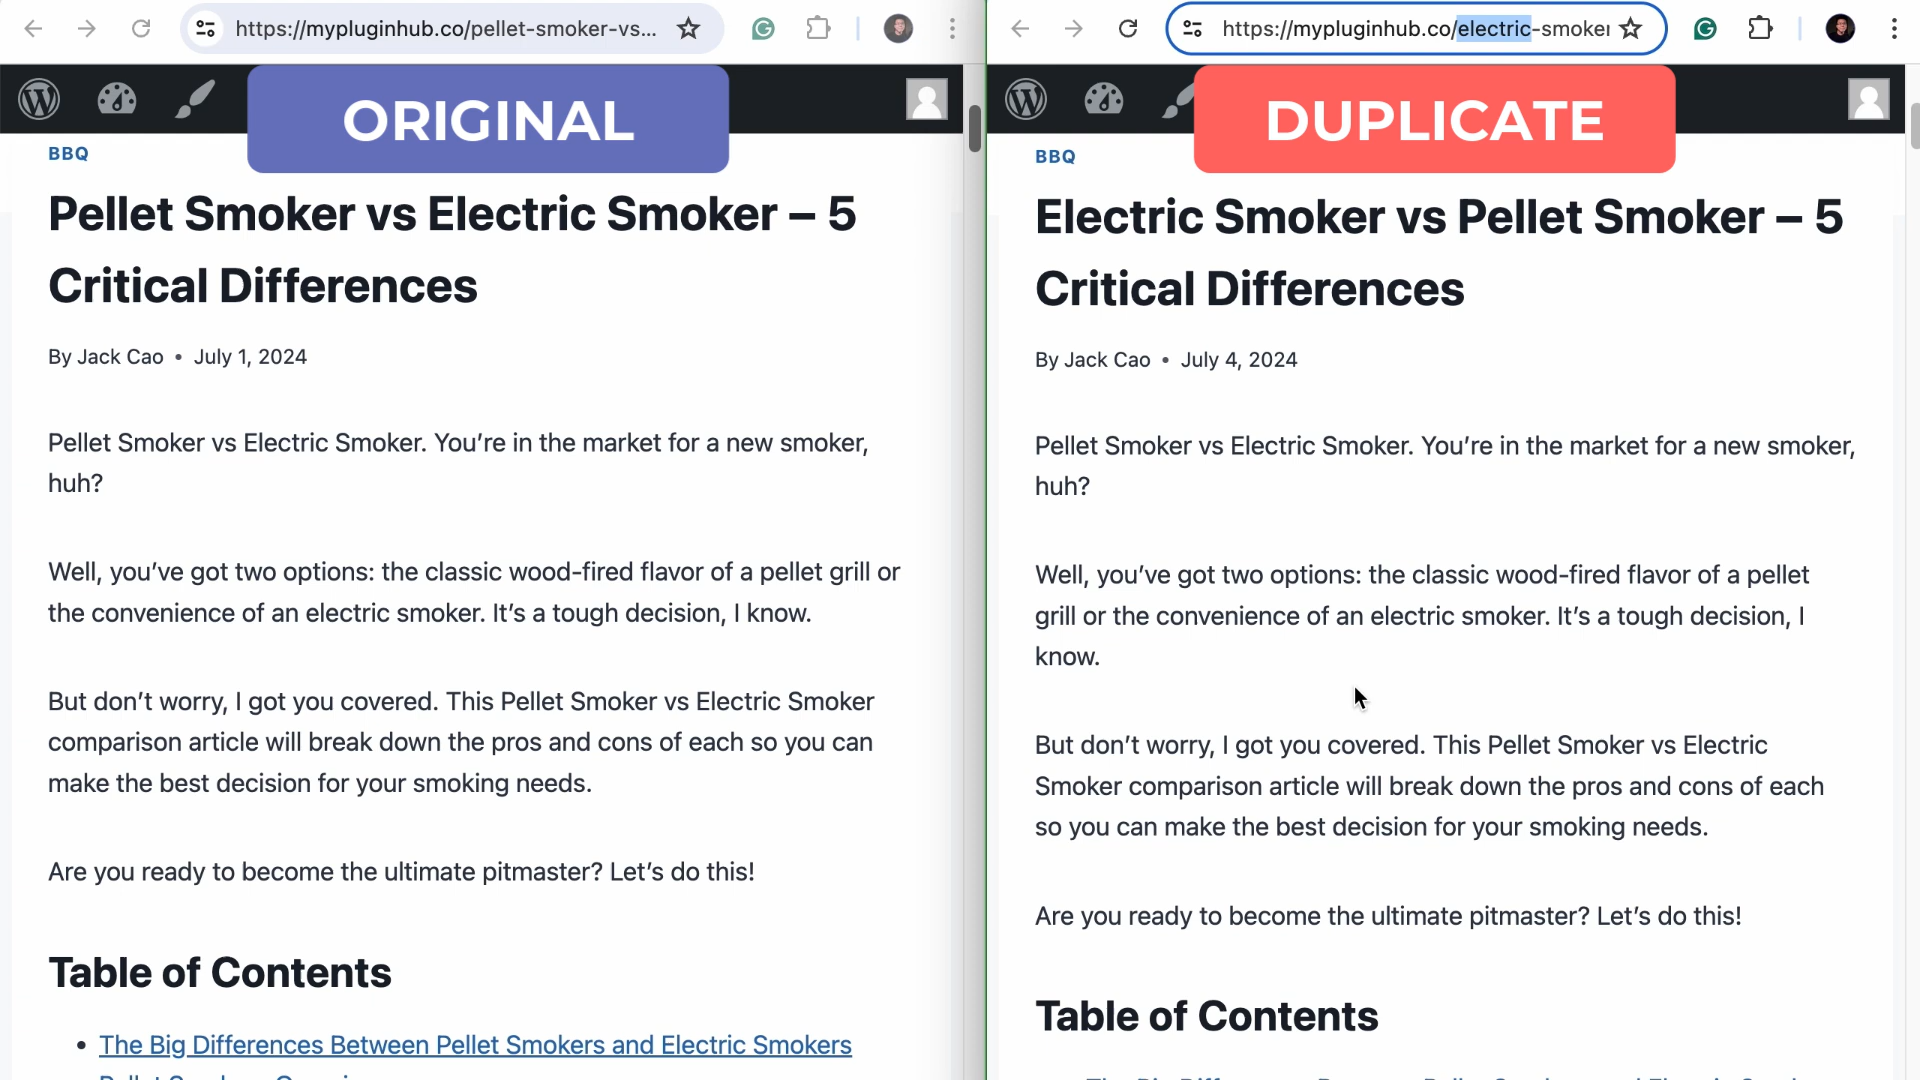 https://mypluginhub.co/pellet-smoker-vs...
ORIGINAL
BBQ
Pellet Smoker vs Electric Smoker – 5
Critical Differences
By Jack Cao • July 1, 2024
Pellet Smoker vs Electric Smoker. You’re in the market for a new smoker,
huh?
Well, you’ve got two options: the classic wood-fired flavor of a pellet grill or
the convenience of an electric smoker. It’s a tough decision, I know.
But don’t worry, I got you covered. This Pellet Smoker vs Electric Smoker
comparison article will break down the pros and cons of each so you can
make the best decision for your smoking needs.
Are you ready to become the ultimate pitmaster? Let’s do this!
Table of Contents
• The Big Differences Between Pellet Smokers and Electric Smokers
https://mypluginhub.co/electric-smoker
DUPLICATE
BBQ
Electric Smoker vs Pellet Smoker – 5
Critical Differences
By Jack Cao • July 4, 2024
Pellet Smoker vs Electric Smoker. You’re in the market for a new smoker,
huh?
Well, you’ve got two options: the classic wood-fired flavor of a pellet
grill or the convenience of an electric smoker. It’s a tough decision, I
know.
But don’t worry, I got you covered. This Pellet Smoker vs Electric
Smoker comparison article will break down the pros and cons of each
so you can make the best decision for your smoking needs.
Are you ready to become the ultimate pitmaster? Let’s do this!
Table of Contents